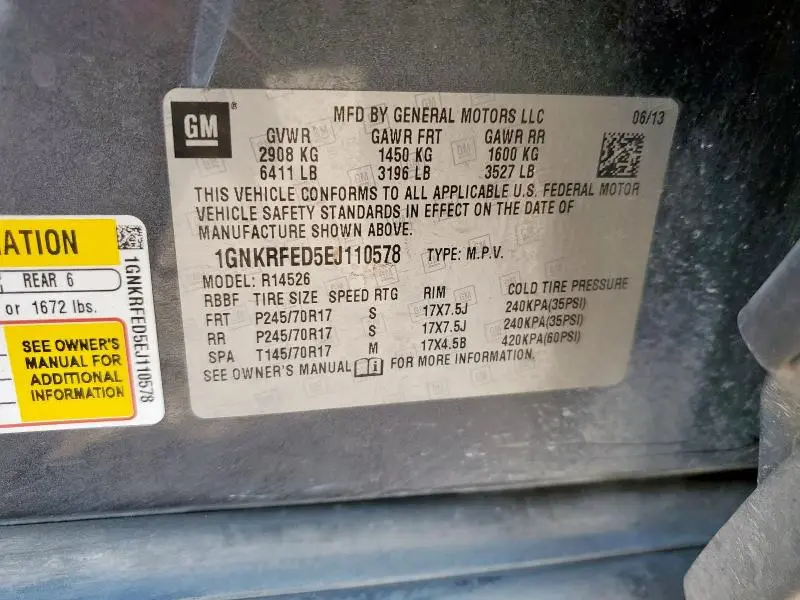 GM
®
MFD BY GENERAL MOTORS LLC 06/13
GVWR GAWR FRT GAWR RR
2908 KG 1450 KG 1600 KG
6411 LB 3196 LB 3527 LB
THIS VEHICLE CONFORMS TO ALL APPLICABLE U.S. FEDERAL MOTOR
VEHICLE SAFETY STANDARDS IN EFFECT ON THE DATE OF
MANUFACTURE SHOWN ABOVE.
1GNKRFED5EJ110578 TYPE: M.P.V.
MODEL: R14526
RBBF TIRE SIZE SPEED RTG RIM COLD TIRE PRESSURE
FRT P245/70R17 S 17X7.5J 240KPA(35PSI)
RR P245/70R17 S 17X7.5J 240KPA(35PSI)
SPA T145/70R17 M 17X4.5B 420KPA(60PSI)
SEE OWNER'S MANUAL FOR MORE INFORMATION.
REAR 6
or 1672 lbs.
SEE OWNER'S
MANUAL FOR
ADDITIONAL
INFORMATION
1GNKRFED5EJ110578